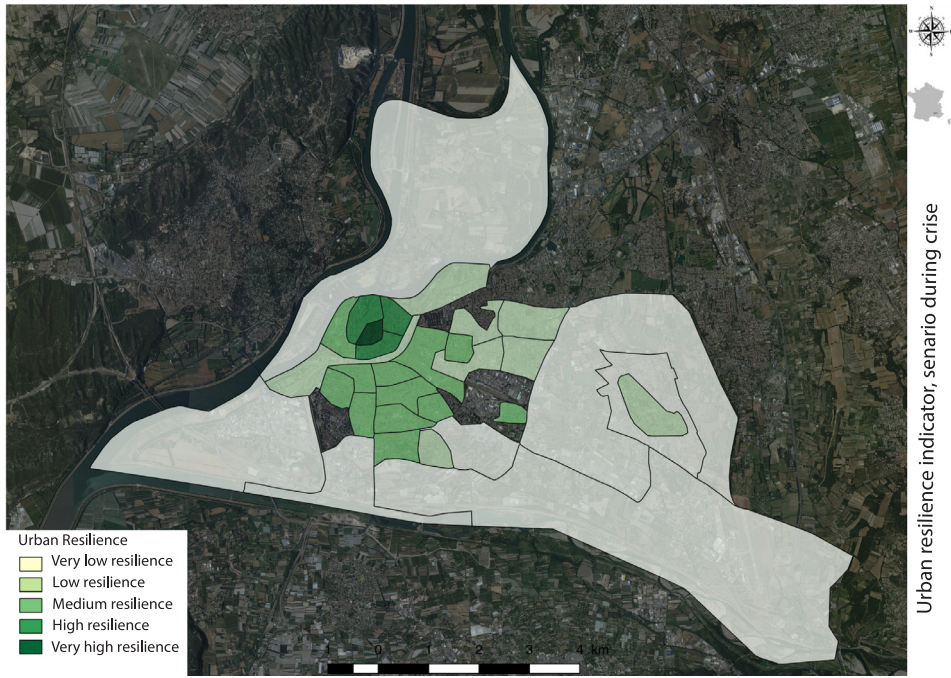 Urban resilience indicator, senario during crise
Urban Resilience
Very low resilience
Low resilience
Medium resilience
High resilience
Very high resilience
1 0 1 2 3 4 km